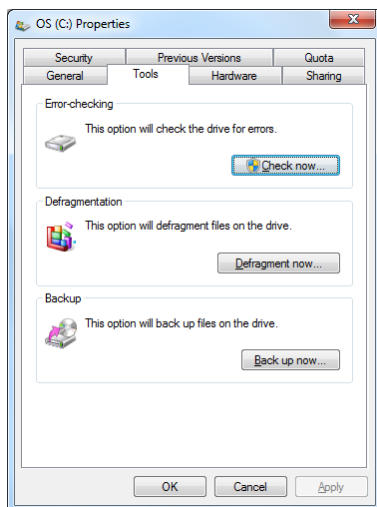 OS (C:) Properties
Security Previous Versions Quota
General Tools Hardware Sharing
Error-checking
This option will check the drive for errors.
Check now...
Defragmentation
This option will defragment files on the drive.
Defragment now...
Backup
This option will back up files on the drive.
Back up now...
OK Cancel Apply